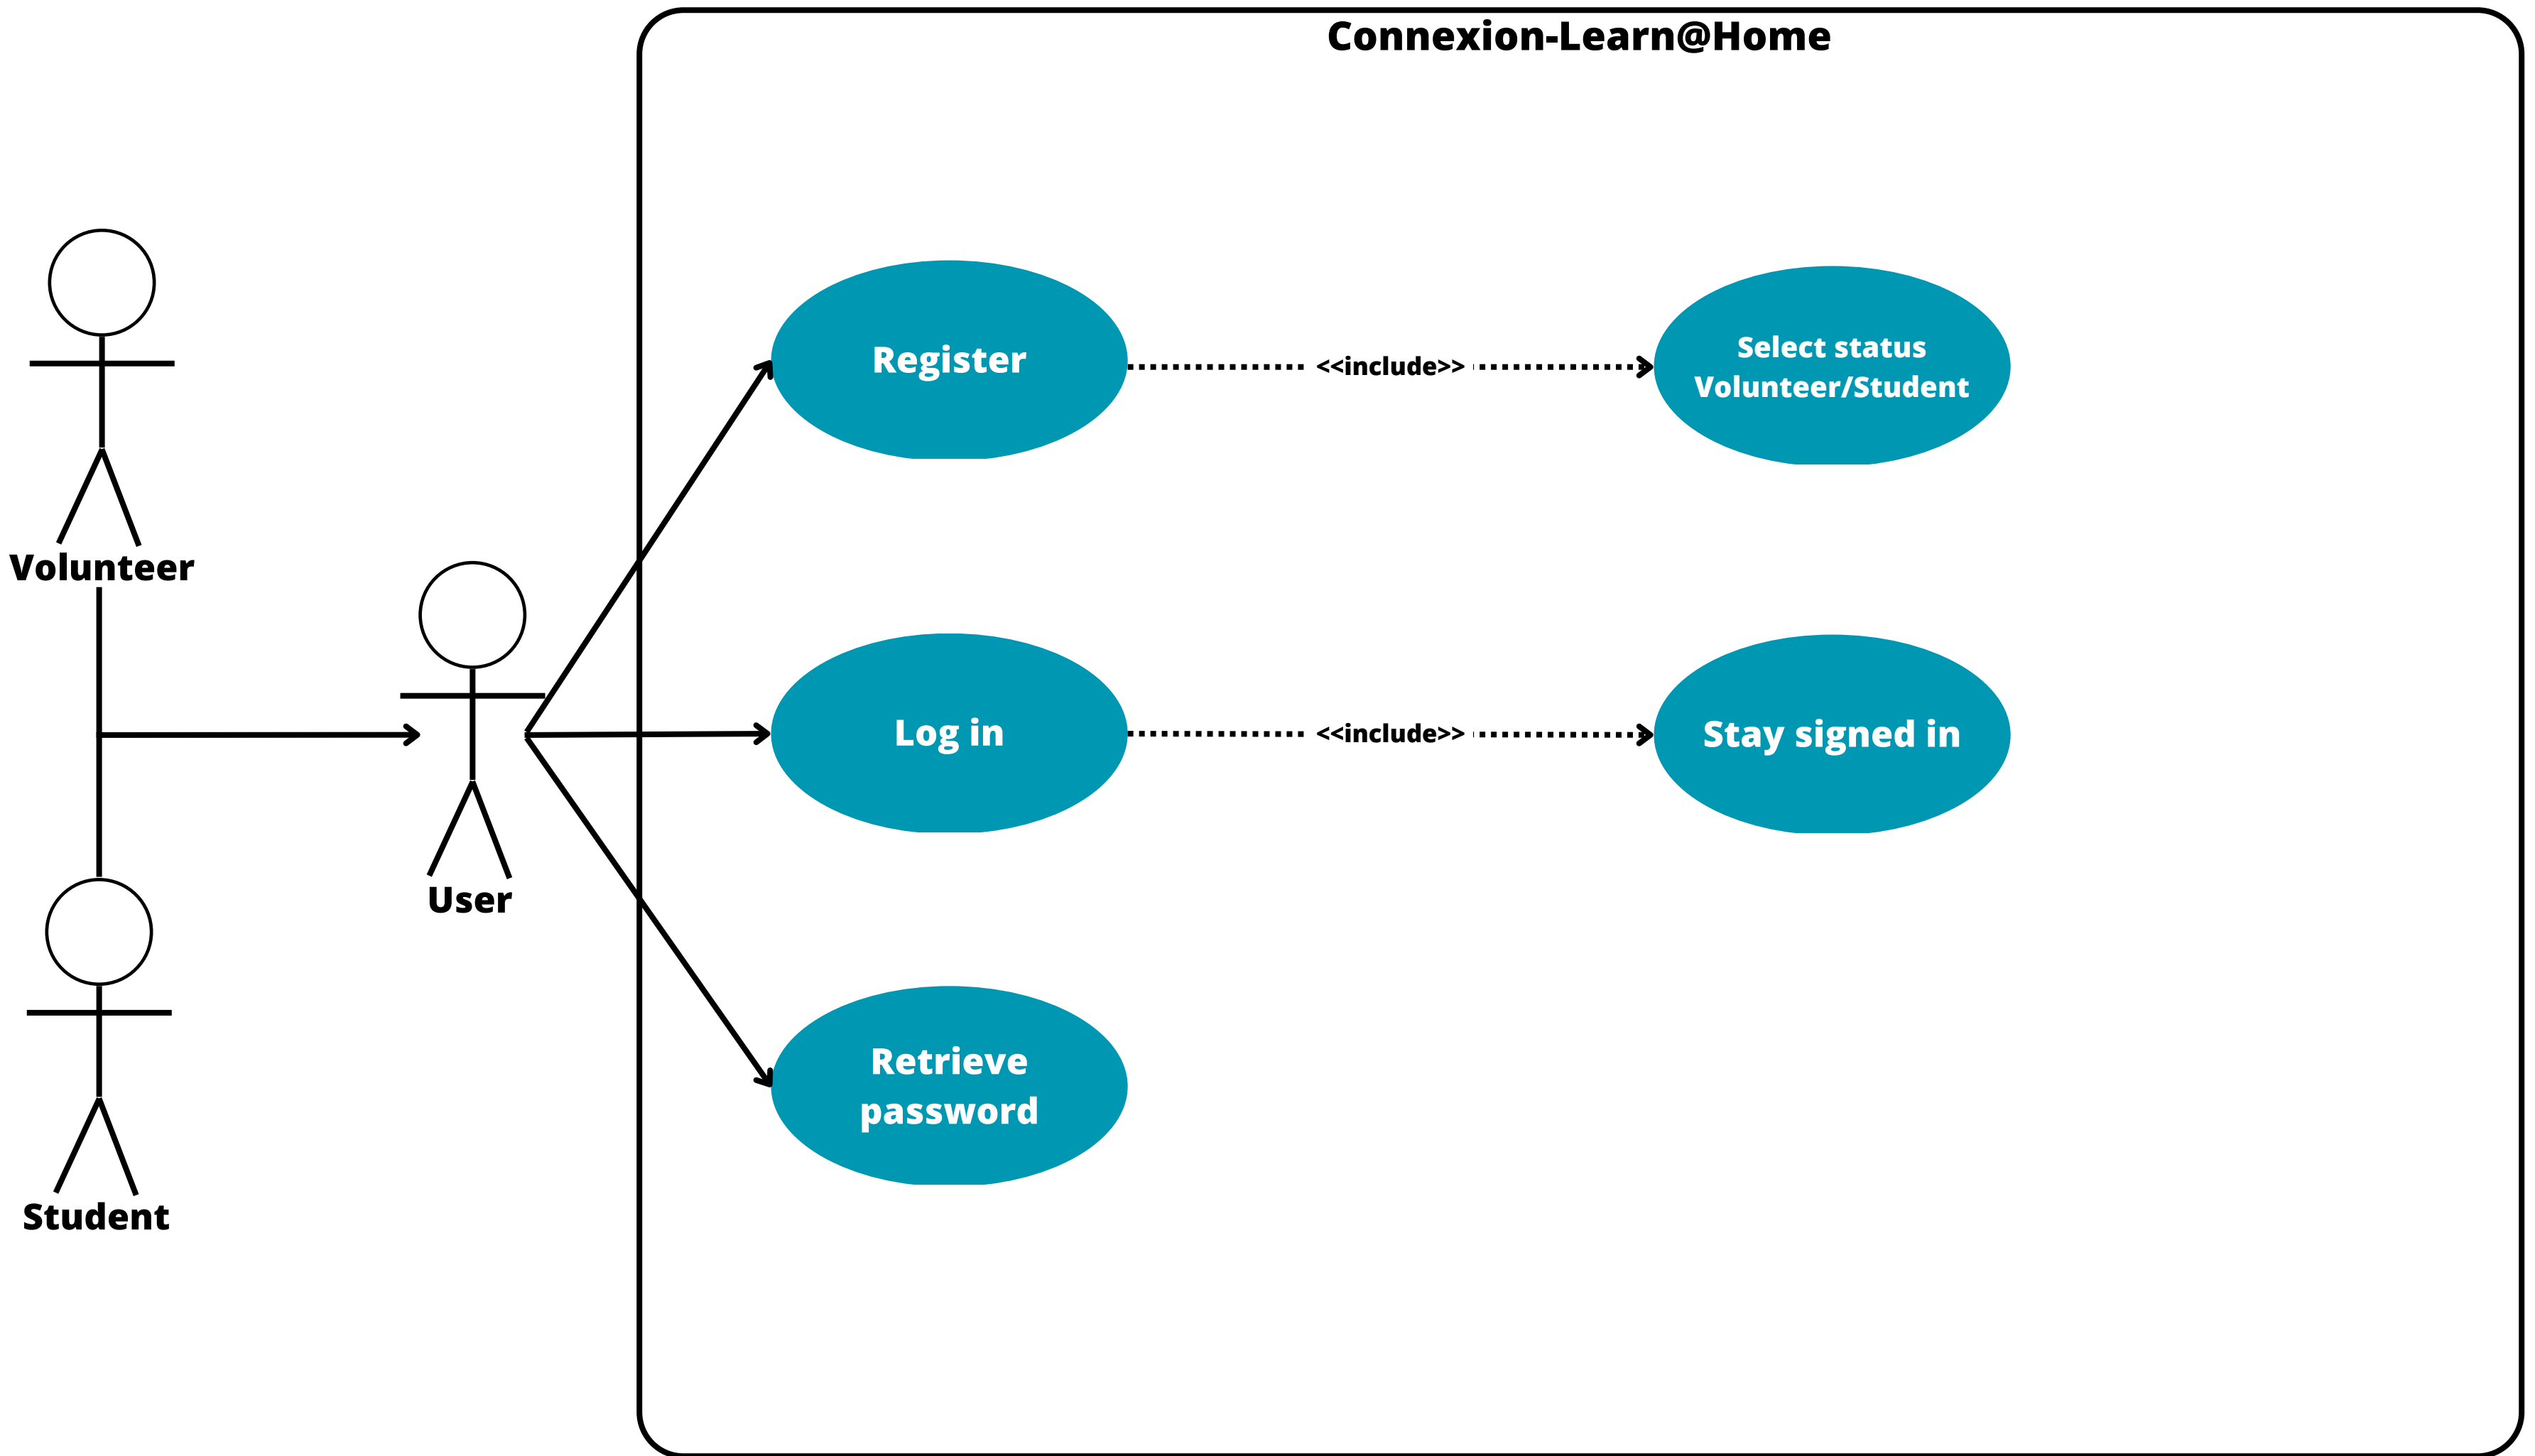 Connexion-Learn@Home
Volunteer
Student
User
Register
<<include>>
Select status
Volunteer/Student
Log in
<<include>>
Stay signed in
Retrieve
password